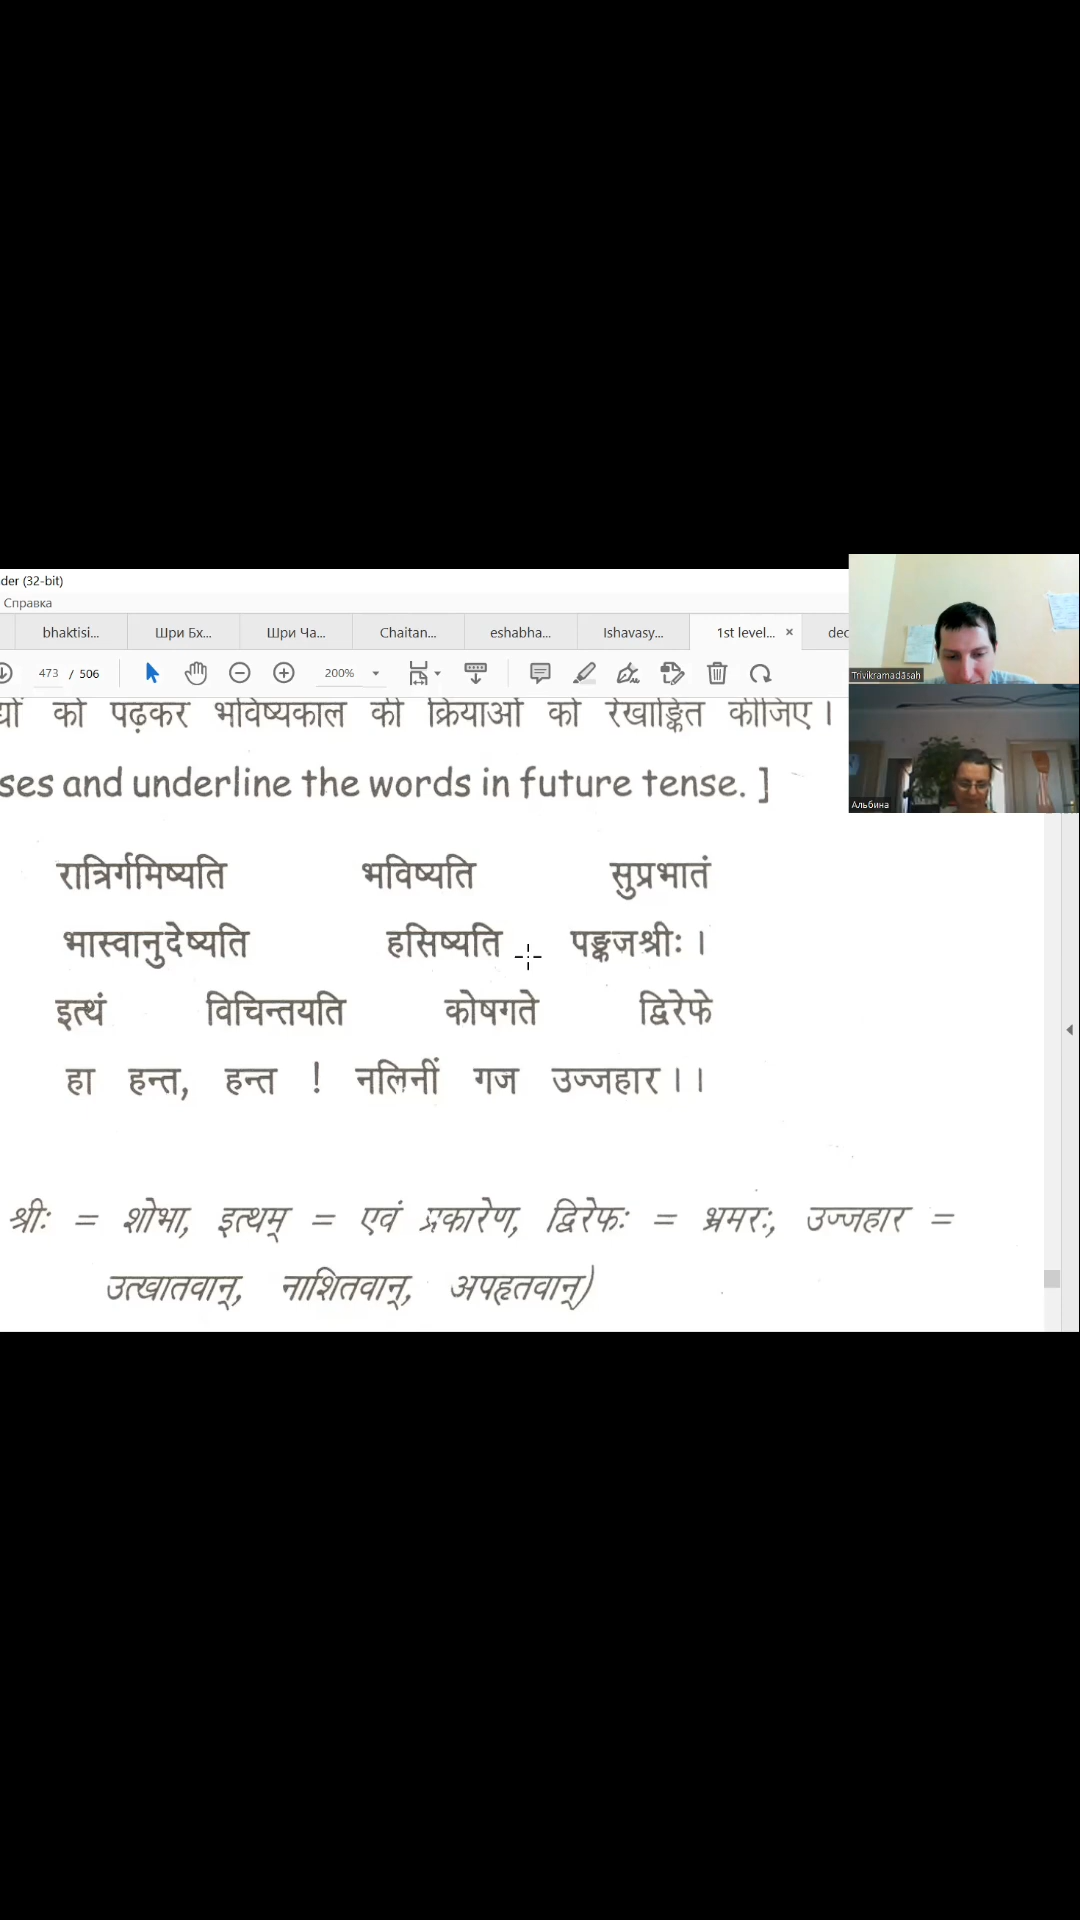 der (32-bit)
Справка
bhaktisi... Шри Бх... Шри Ча... Chaitan... eshabha... Ishavasy... 1st level... × dec
473 / 506 200%
Trivikramadāsaḥ
को पढ़कर भविष्यकाल की क्रियाओं को रेखाङ्कित कीजिए ।
ses and underline the words in future tense. ]
Альбина
रात्रिर्गमिष्यति भविष्यति सुप्रभातं
भास्वानुदेष्यति हसिष्यति पङ्कजश्रीः ।
इत्थं विचिन्तयति कोषगते द्विरेफे
हा हन्त, हन्त ! नलिनीं गज उज्जहार ।।
श्रीः = शोभा, इत्थम् = एवं प्रकारेण, द्विरेफः = भ्रमरः, उज्जहार =
उत्खातवान्, नाशितवान्, अपहृतवान्)